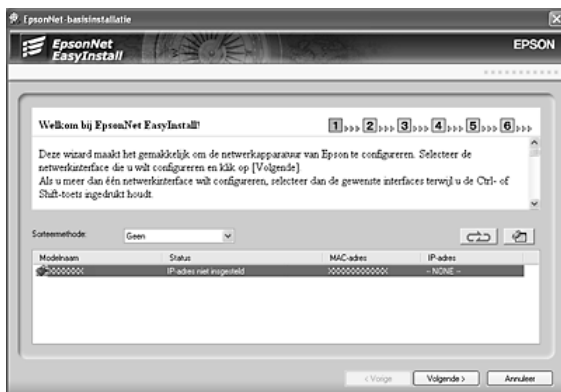 EpsonNet-basisinstallatie
EpsonNet
EasyInstall
EPSON
Welkom bij EpsonNet EasyInstall!
1 >>> 2 >>> 3 >>> 4 >>> 5 >>> 6 >>>
Deze wizard maakt het gemakkelijk om de netwerkapparatuur van Epson te configureren. Selecteer de
netwerkinterface die u wilt configureren en klik op [Volgende].
Als u meer dan één netwerkinterface wilt configureren, selecteer dan de gewenste interfaces terwijl u de Ctrl- of
Shift-toets ingedrukt houdt.
Sorteermethode: Geen
Modelnaam Status MAC-adres IP-adres
XXXXXXX IP-adres niet ingesteld XXXXXXXXXXXX - NONE -
< Vorige Volgende > Annuleer